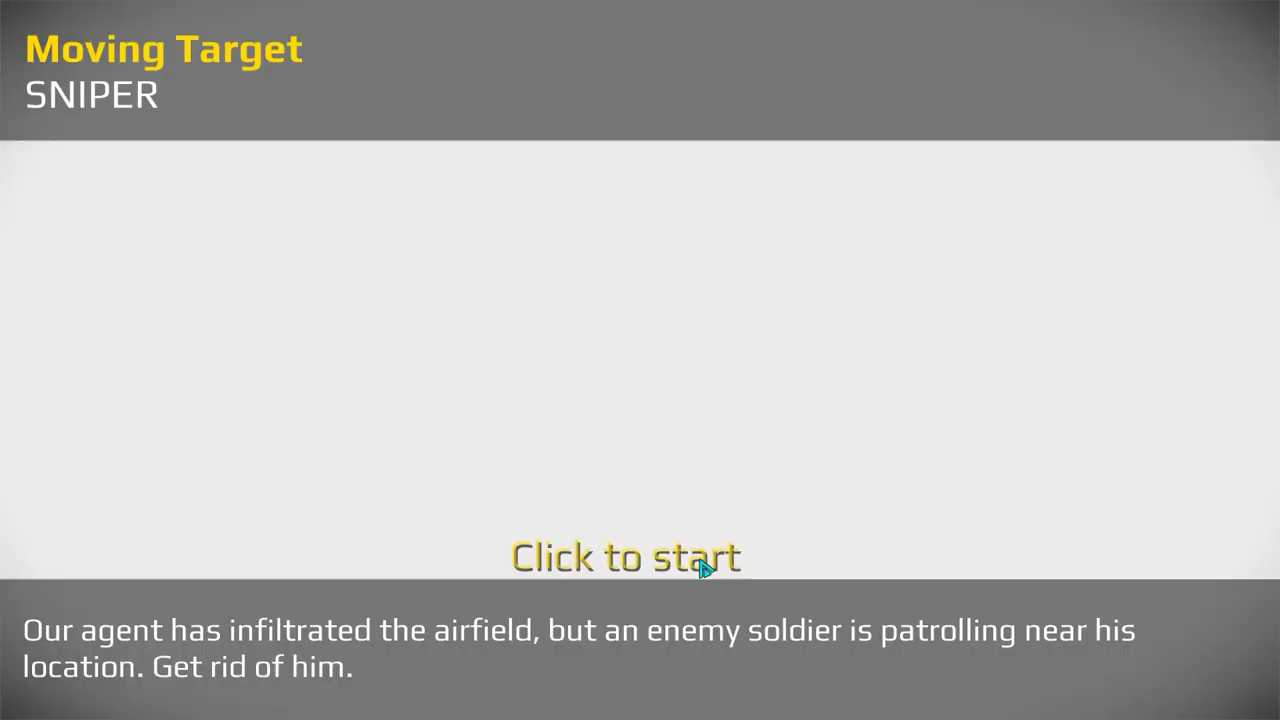 Moving Target
SNIPER
Click to start
Our agent has infiltrated the airfield, but an enemy soldier is patrolling near his
location. Get rid of him.